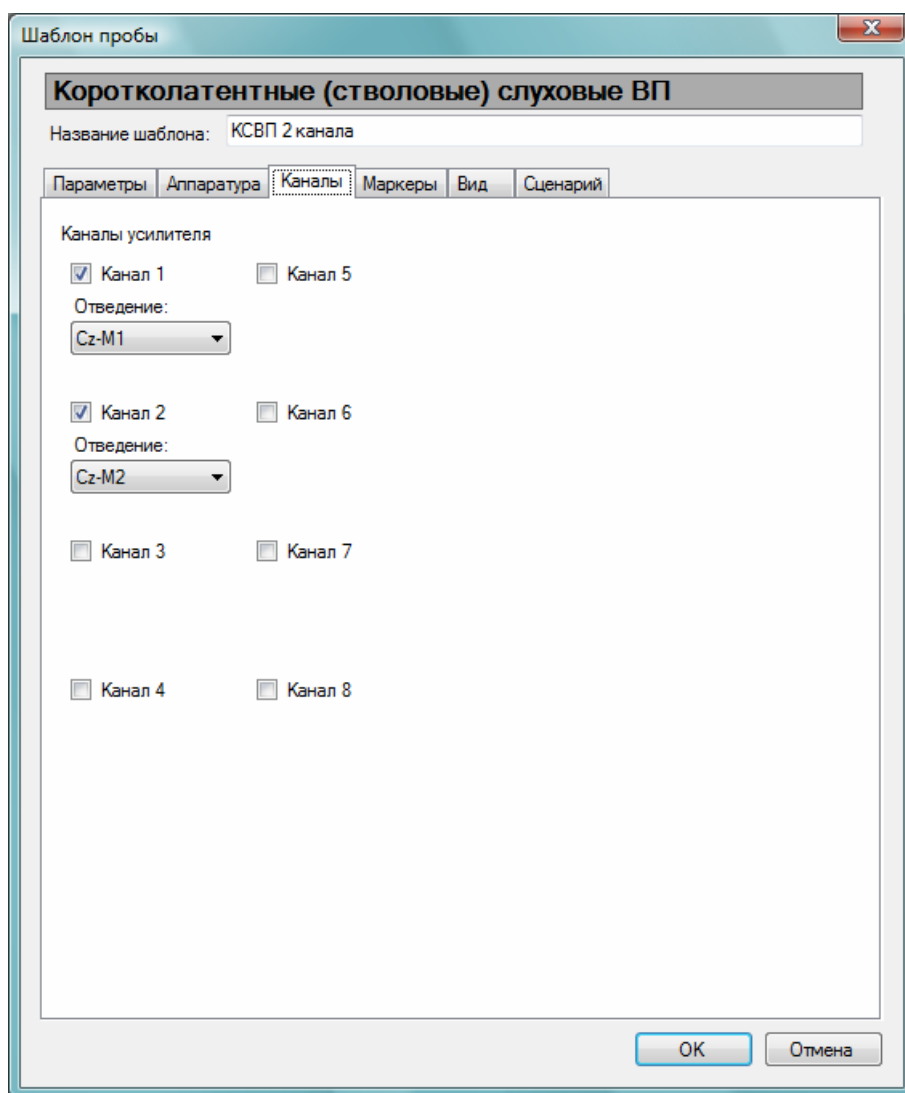 Шаблон пробы
Коротколатентные (стволовые) слуховые ВП
Название шаблона: КСВП 2 канала
Параметры Аппаратура Каналы Маркеры Вид Сценарий
Каналы усилителя
Канал 1 Канал 5
Отведение:
Cz-M1
Канал 2 Канал 6
Отведение:
Cz-M2
Канал 3 Канал 7
Канал 4 Канал 8
OK Отмена